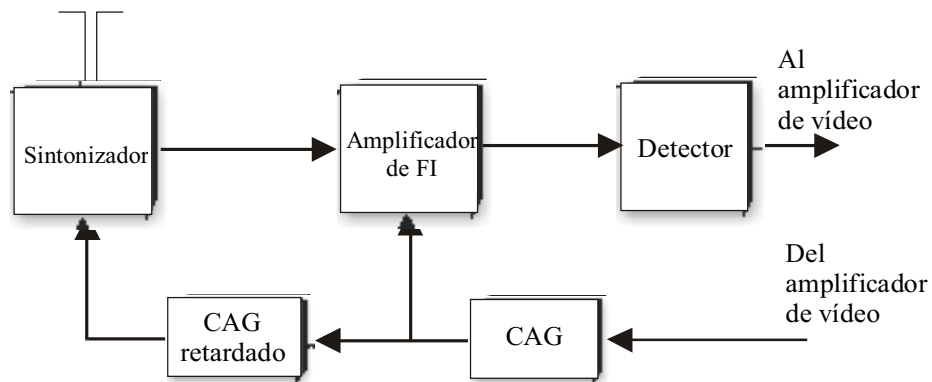 Al
amplificador
de vídeo
Sintonizador
Amplificador
de FI
Detector
Del
amplificador
de vídeo
CAG
retardado
CAG